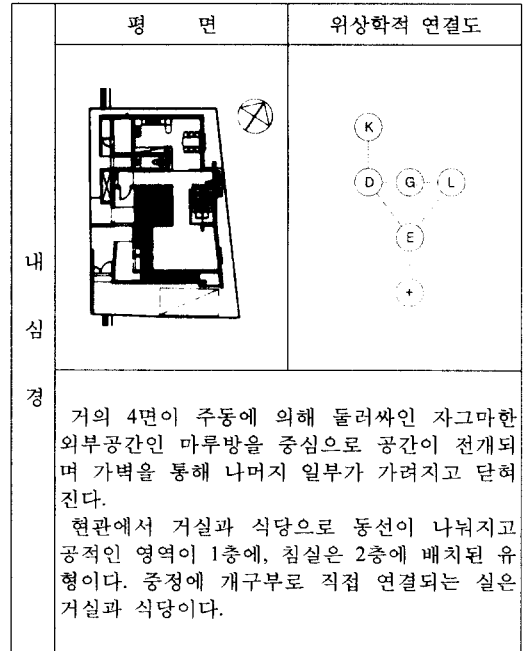 평 면
위상학적 연결도
K
D G L
E
+
내
심
경
거의 4면이 주동에 의해 둘러싸인 자그마한
외부공간인 마루방을 중심으로 공간이 전개되
며 가벽을 통해 나머지 일부가 가려지고 닫혀
진다.
현관에서 거실과 식당으로 동선이 나눠지고
공적인 영역이 1층에, 침실은 2층에 배치된 유
형이다. 중정에 개구부로 직접 연결되는 실은
거실과 식당이다.